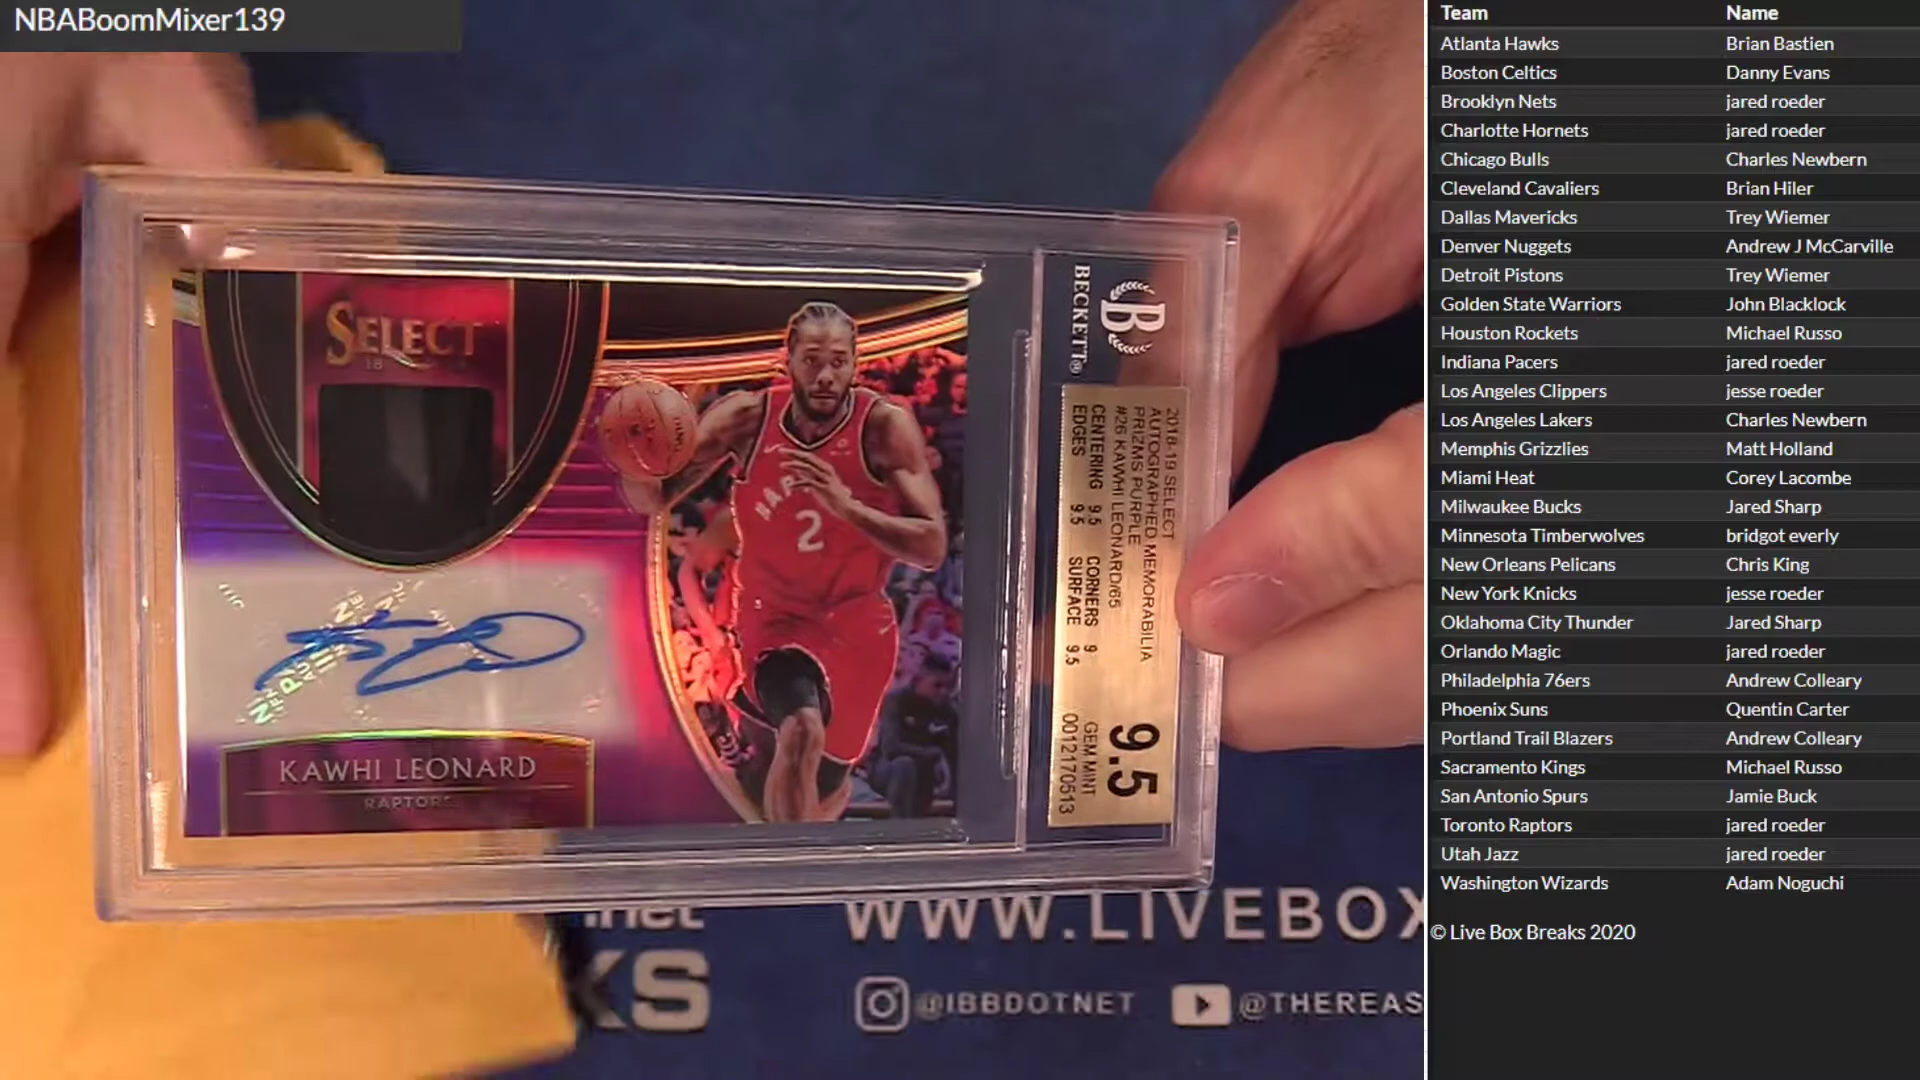 NBABoomMixer139
SELECT
KAWHI LEONARD
RAPTORS
2
BECKETT®
B
2018-19 SELECT
AUTOGRAPHED MEMORABILIA
PRIZMS PURPLE
#26 KAWHI LEONARD/65
CENTERING 9.5 CORNERS 9
EDGES 9.5 SURFACE 9.5
9.5
GEM MINT
0012170613
.net
WWW.LIVEBOX
KS
@IBBDOTNET
@THEREAS
Team Name
Atlanta Hawks Brian Bastien
Boston Celtics Danny Evans
Brooklyn Nets jared roeder
Charlotte Hornets jared roeder
Chicago Bulls Charles Newbern
Cleveland Cavaliers Brian Hiler
Dallas Mavericks Trey Wiemer
Denver Nuggets Andrew J McCarville
Detroit Pistons Trey Wiemer
Golden State Warriors John Blacklock
Houston Rockets Michael Russo
Indiana Pacers jared roeder
Los Angeles Clippers jesse roeder
Los Angeles Lakers Charles Newbern
Memphis Grizzlies Matt Holland
Miami Heat Corey Lacombe
Milwaukee Bucks Jared Sharp
Minnesota Timberwolves bridgot everly
New Orleans Pelicans Chris King
New York Knicks jesse roeder
Oklahoma City Thunder Jared Sharp
Orlando Magic jared roeder
Philadelphia 76ers Andrew Colleary
Phoenix Suns Quentin Carter
Portland Trail Blazers Andrew Colleary
Sacramento Kings Michael Russo
San Antonio Spurs Jamie Buck
Toronto Raptors jared roeder
Utah Jazz jared roeder
Washington Wizards Adam Noguchi
© Live Box Breaks 2020